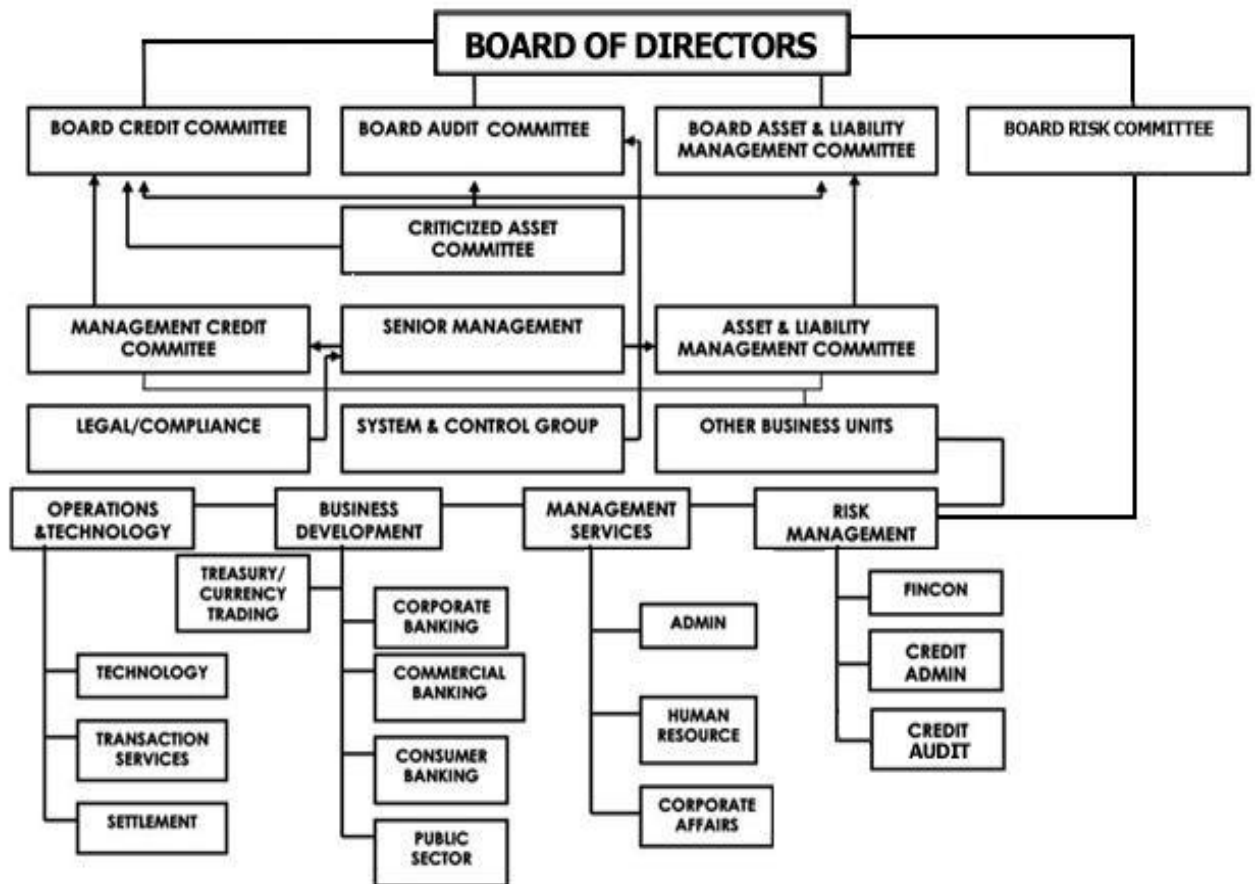 BOARD OF DIRECTORS
BOARD CREDIT COMMITTEE
BOARD AUDIT COMMITTEE
BOARD ASSET & LIABILITY
MANAGEMENT COMMITTEE
BOARD RISK COMMITTEE
CRITICIZED ASSET
COMMITTEE
MANAGEMENT CREDIT
COMMITEE
SENIOR MANAGEMENT
ASSET & LIABILITY
MANAGEMENT COMMITTEE
LEGAL/COMPLIANCE
SYSTEM & CONTROL GROUP
OTHER BUSINESS UNITS
OPERATIONS
&TECHNOLOGY
BUSINESS
DEVELOPMENT
MANAGEMENT
SERVICES
RISK
MANAGEMENT
TREASURY/
CURRENCY
TRADING
TECHNOLOGY
TRANSACTION
SERVICES
SETTLEMENT
CORPORATE
BANKING
COMMERCIAL
BANKING
CONSUMER
BANKING
PUBLIC
SECTOR
ADMIN
HUMAN
RESOURCE
CORPORATE
AFFAIRS
FINCON
CREDIT
ADMIN
CREDIT
AUDIT